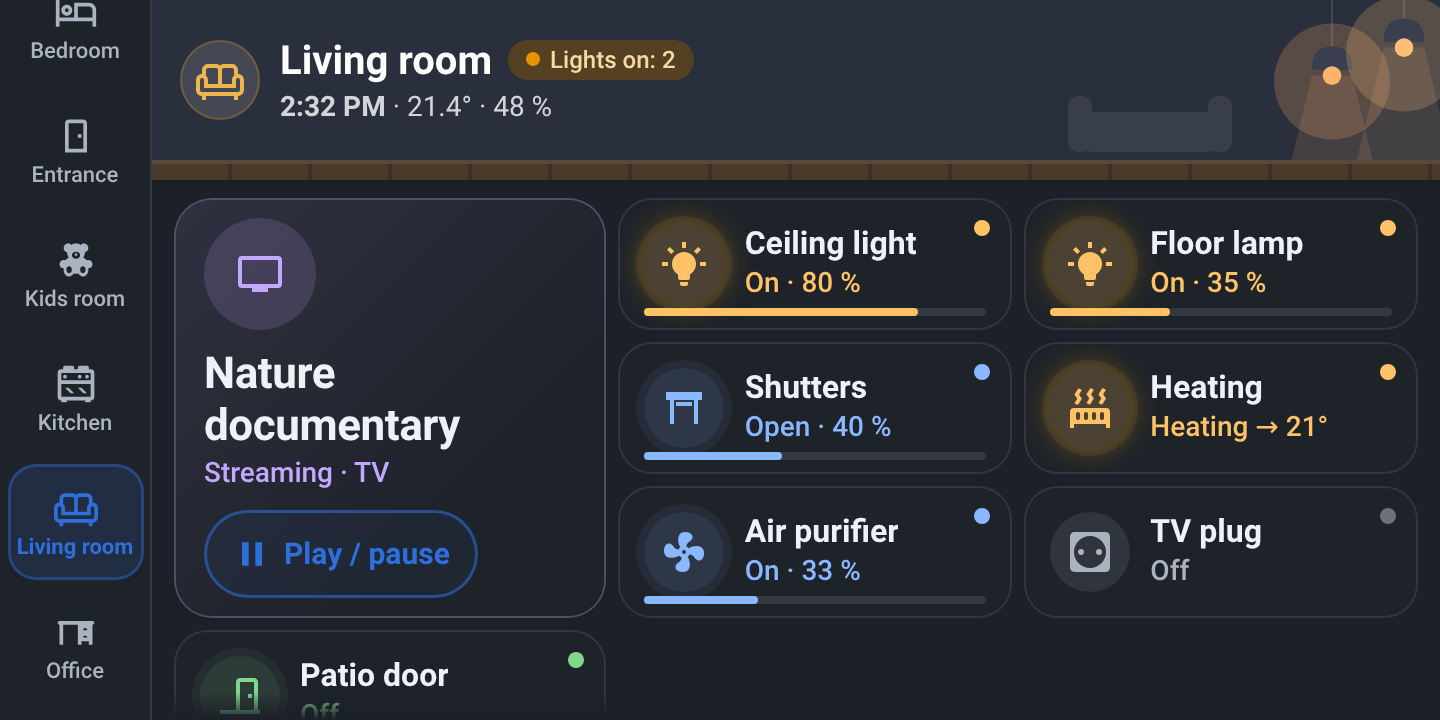 Bedroom
Entrance
Kids room
Kitchen
Living room
Office
Living room
Lights on: 2
2:32 PM · 21.4° · 48 %
Nature
documentary
Streaming · TV
Play / pause
Ceiling light
On · 80 %
Floor lamp
On · 35 %
Shutters
Open · 40 %
Heating
Heating → 21°
Air purifier
On · 33 %
TV plug
Off
Patio door
Off